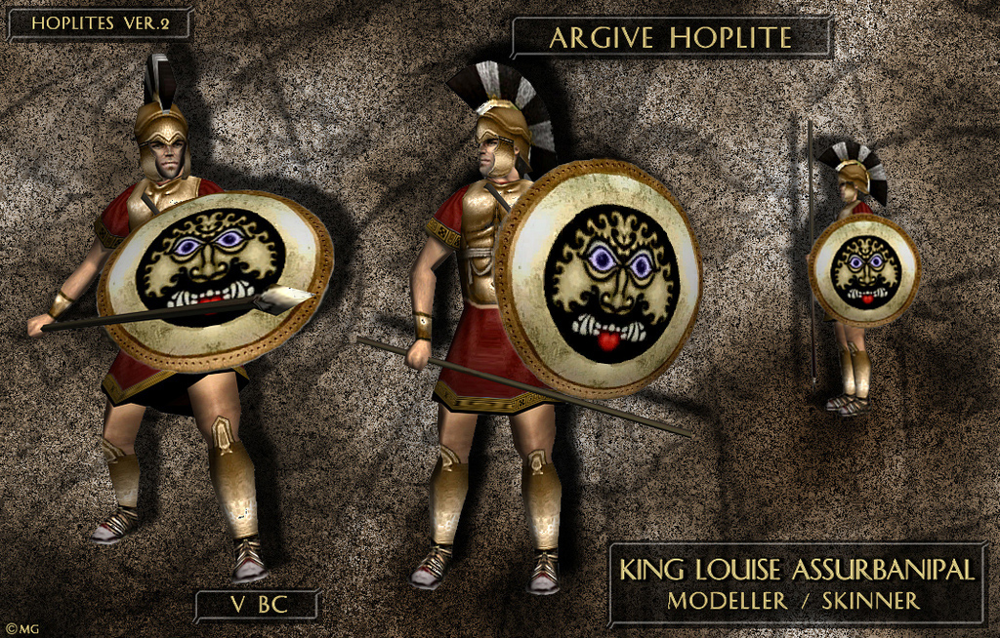 HOPLITES VER.2
ARGIVE HOPLITE
V BC
KING LOUISE ASSURBANIPAL
MODELLER / SKINNER
©MG